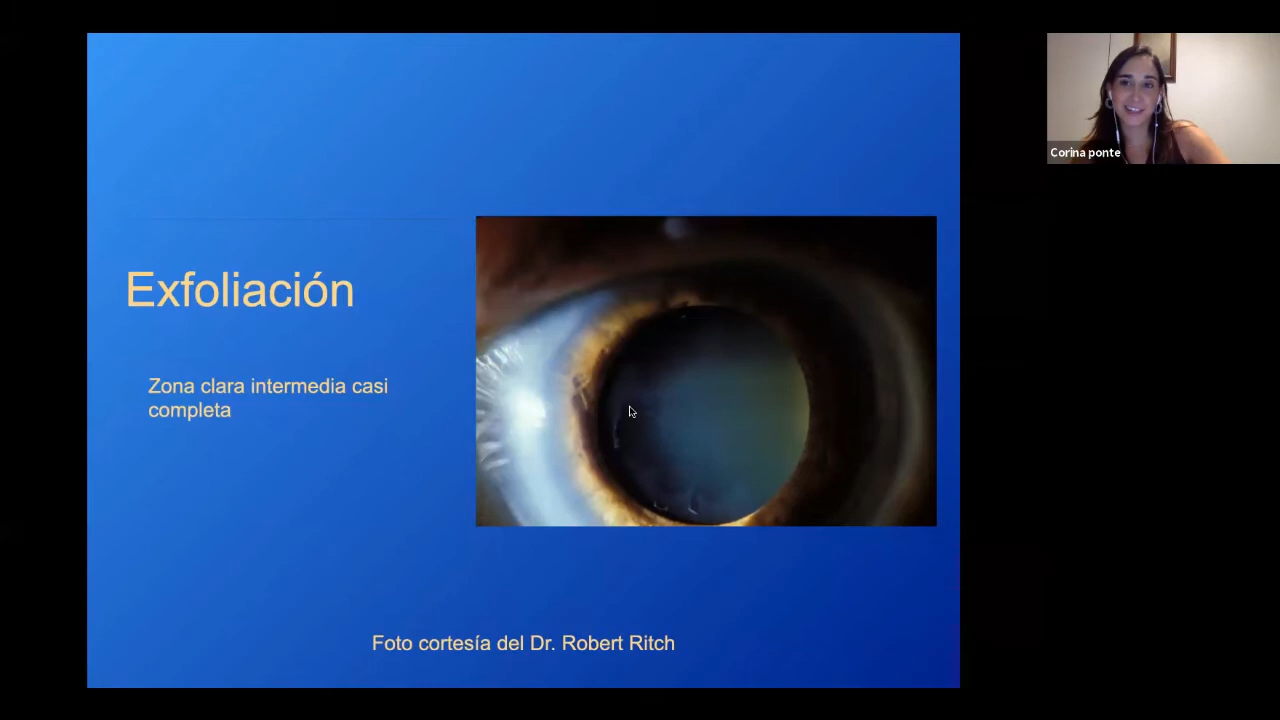 Exfoliación
Zona clara intermedia casi
completa
Foto cortesía del Dr. Robert Ritch
Corina ponte